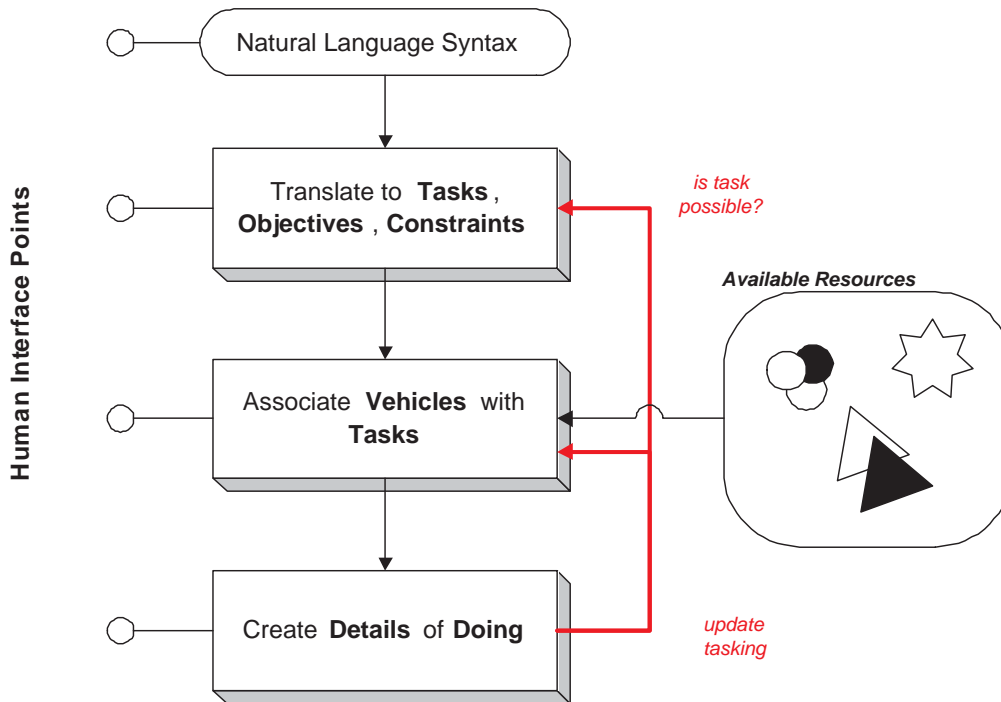 Natural Language Syntax
Human Interface Points
Translate to Tasks ,
Objectives , Constraints
is task
possible?
Available Resources
Associate Vehicles with
Tasks
Create Details of Doing
update
tasking